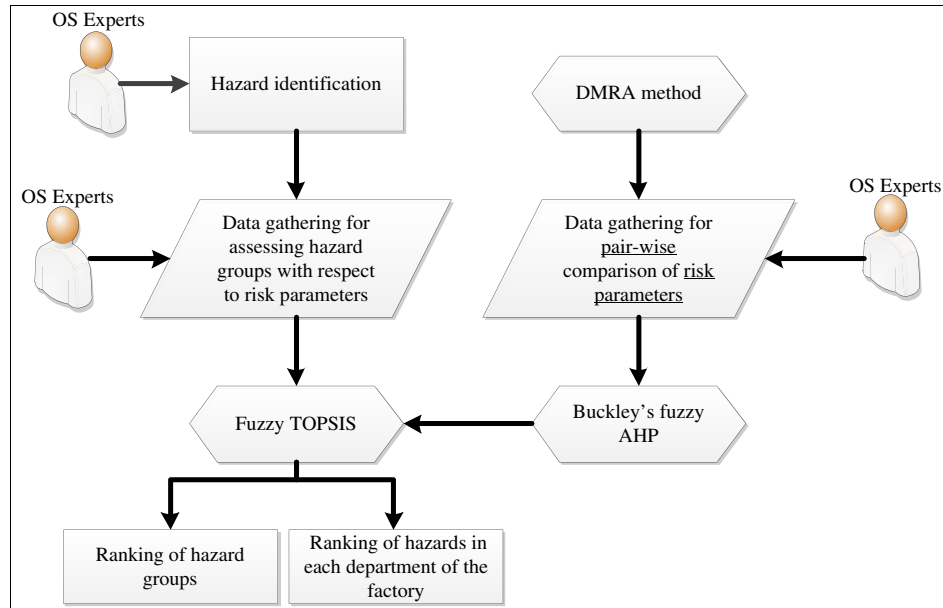 OS Experts
Hazard identification
DMRA method
OS Experts
Data gathering for
assessing hazard
groups with respect
to risk parameters
Data gathering for
pair-wise
comparison of risk
parameters
OS Experts
Fuzzy TOPSIS
Buckley's fuzzy
AHP
Ranking of hazard
groups
Ranking of hazards in
each department of the
factory